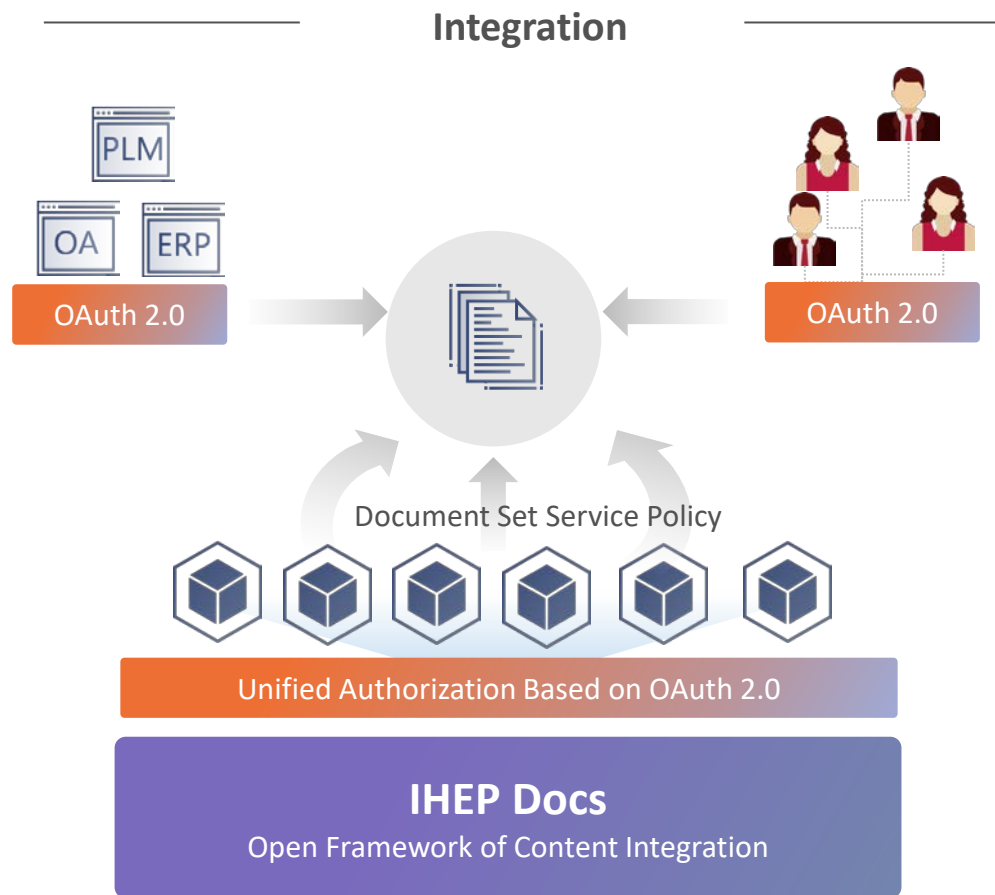 Integration
PLM
OA
ERP
OAuth 2.0
OAuth 2.0
Document Set Service Policy
Unified Authorization Based on OAuth 2.0
IHEP Docs
Open Framework of Content Integration